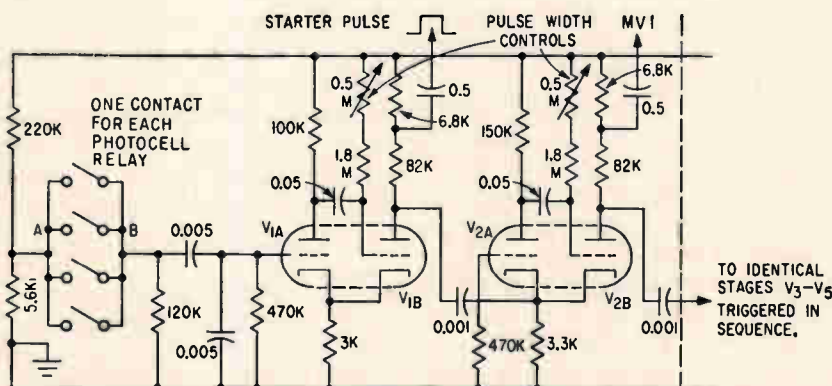 STARTER PULSE
PULSE WIDTH
CONTROLS
MV1
0.5
M
0.5
6.8K
0.5
M
6.8K
0.5
ONE CONTACT
FOR EACH
PHOTOCELL
RELAY
220K
100K
1.8
M
82K
150K
1.8
M
82K
0.05
0.05
A
B
0.005
V1A
V2A
V1B
V2B
5.6K
120K
0.005
470K
3K
0.001
470K
3.3K
0.001
TO IDENTICAL
STAGES V3–V5
TRIGGERED IN
SEQUENCE.